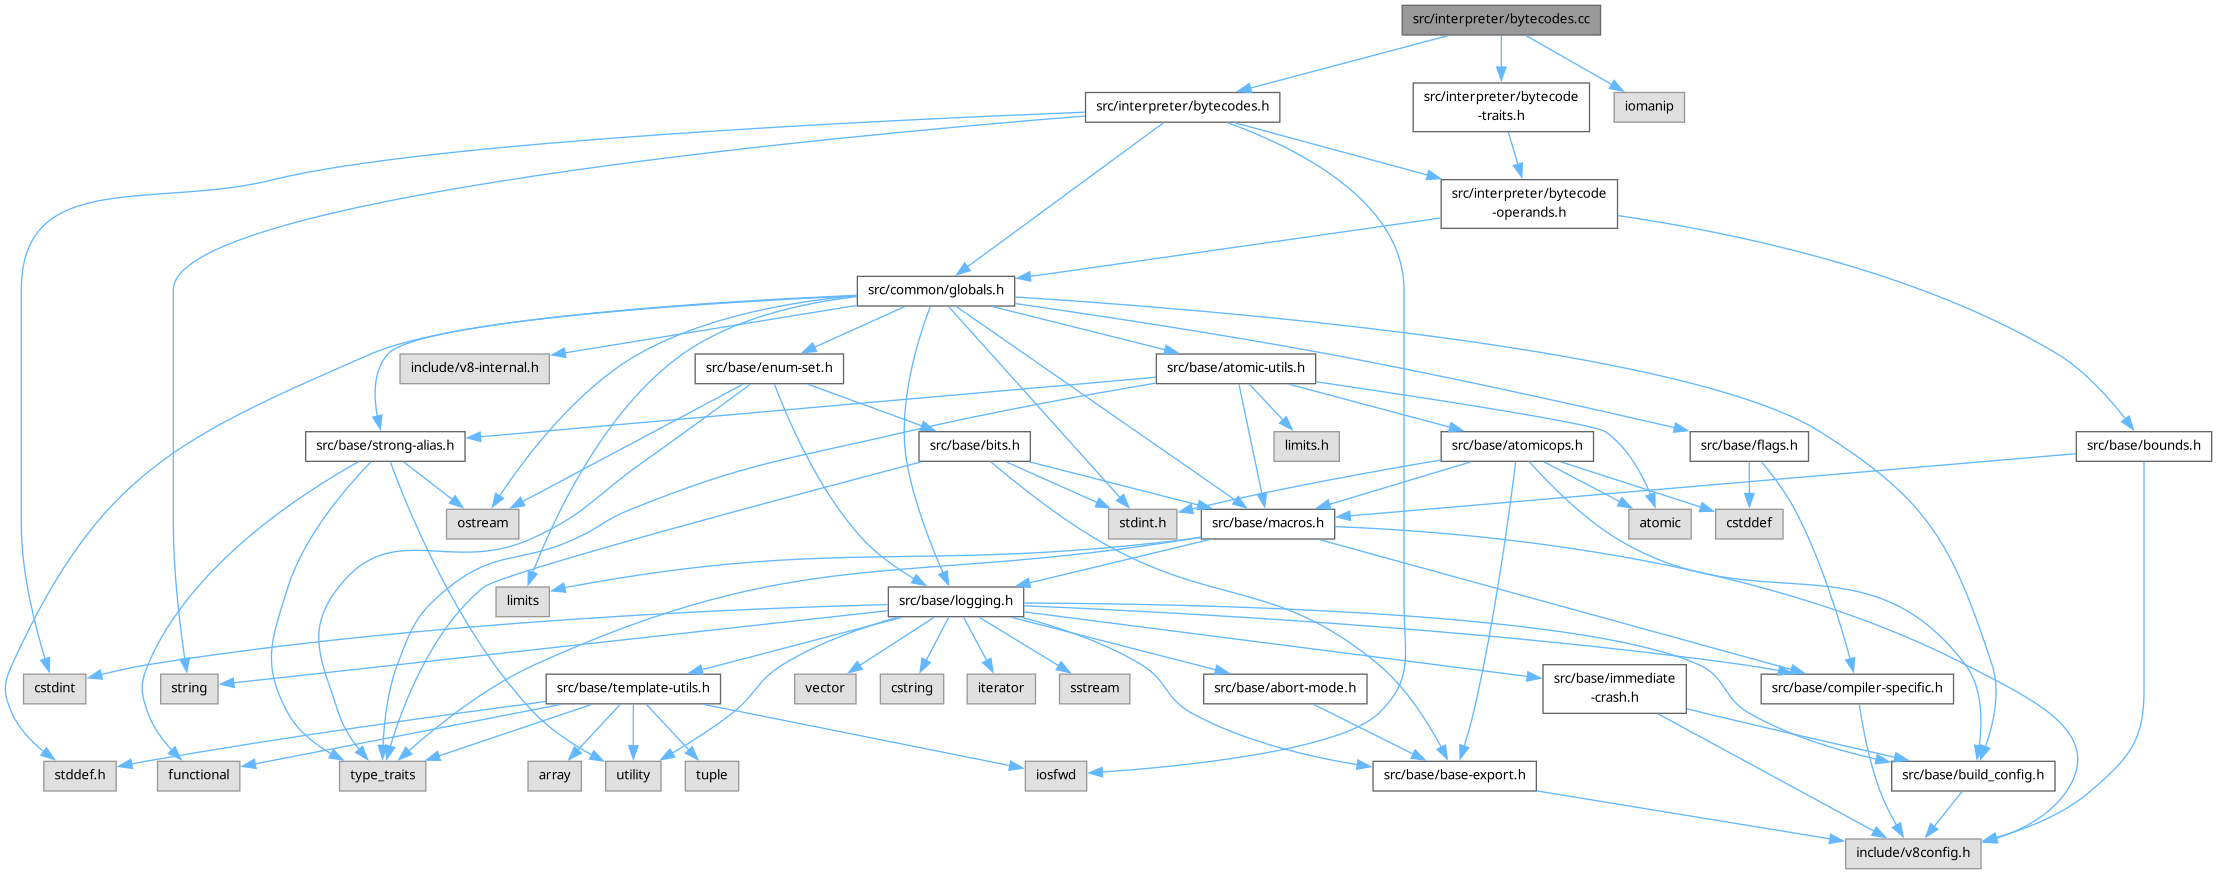 src/interpreter/bytecodes.cc
src/interpreter/bytecodes.h
src/interpreter/bytecode
-traits.h
iomanip
src/interpreter/bytecode
-operands.h
src/common/globals.h
include/v8-internal.h
src/base/enum-set.h
src/base/atomic-utils.h
src/base/strong-alias.h
src/base/bits.h
limits.h
src/base/atomicops.h
src/base/flags.h
src/base/bounds.h
ostream
stdint.h
src/base/macros.h
atomic
cstddef
limits
src/base/logging.h
cstdint
string
src/base/template-utils.h
vector
cstring
iterator
sstream
src/base/abort-mode.h
src/base/immediate
-crash.h
src/base/compiler-specific.h
stddef.h
functional
type_traits
array
utility
tuple
iosfwd
src/base/base-export.h
src/base/build_config.h
include/v8config.h